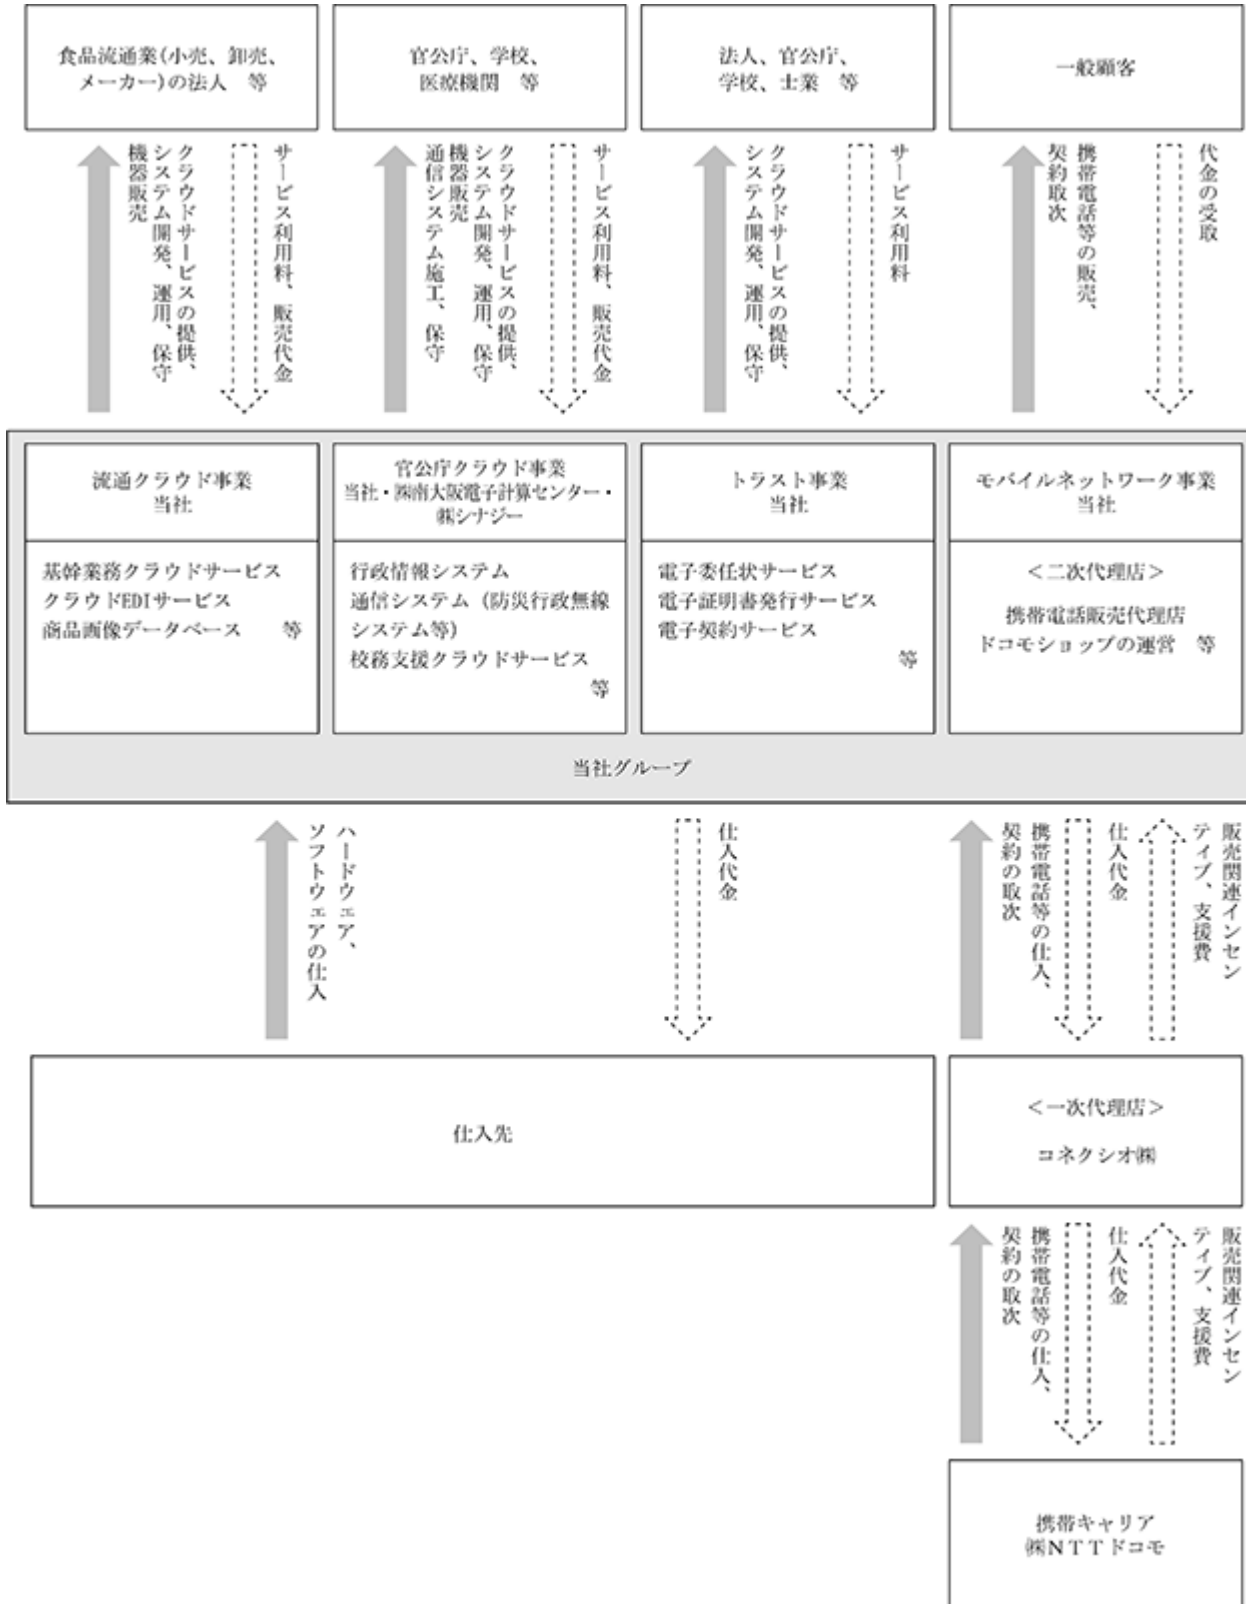 食品流通業(小売、卸売、
メーカー)の法人　等
官公庁、学校、
医療機関　等
法人、官公庁、
学校、士業　等
一般顧客
クラウドサービスの提供、
システム開発、運用、保守
機器販売
サービス利用料、販売代金
クラウドサービスの提供、
システム開発、運用、保守
機器販売
通信システム施工、保守
サービス利用料、販売代金
クラウドサービスの提供、
システム開発、運用、保守
サービス利用料
携帯電話等の販売、
契約取次
代金の受取
流通クラウド事業
当社
官公庁クラウド事業
当社・㈱南大阪電子計算センター・
㈱シナジー
トラスト事業
当社
モバイルネットワーク事業
当社
基幹業務クラウドサービス
クラウドEDIサービス
商品画像データベース　等
行政情報システム
通信システム（防災行政無線
システム等）
校務支援クラウドサービス
等
電子委任状サービス
電子証明書発行サービス
電子契約サービス
等
＜二次代理店＞
携帯電話販売代理店
ドコモショップの運営　等
当社グループ
ハードウェア、
ソフトウェアの仕入
仕入代金
携帯電話等の仕入、
契約の取次
仕入代金
販売関連インセン
ティブ、支援費
仕入先
＜一次代理店＞
コネクシオ㈱
携帯電話等の仕入、
契約の取次
仕入代金
販売関連インセン
ティブ、支援費
携帯キャリア
㈱ＮＴＴドコモ